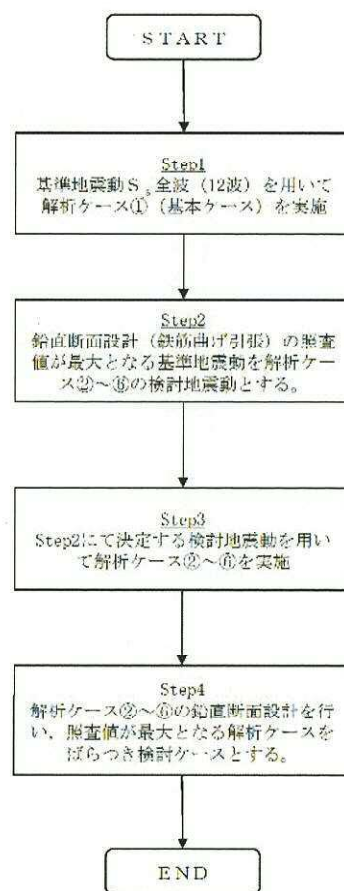 START
Step1
基準地震動Ss全波（12波）を用いて
解析ケース①（基本ケース）を実施
Step2
鉛直断面設計（鉄筋曲げ引張）の照査
値が最大となる基準地震動を解析ケー
ス②～⑥の検討地震動とする。
Step3
Step2にて決定する検討地震動を用い
て解析ケース②～⑥を実施
Step4
解析ケース②～⑥の鉛直断面設計を行
い、照査値が最大となる解析ケースを
ばらつき検討ケースとする。
END